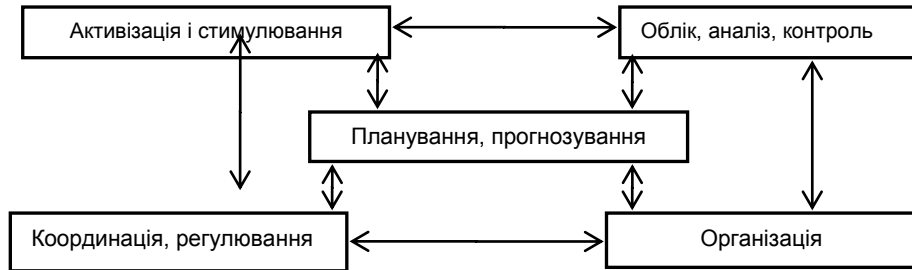 Активізація і стимулювання
Облік, аналіз, контроль
Планування, прогнозування
Координація, регулювання
Організація